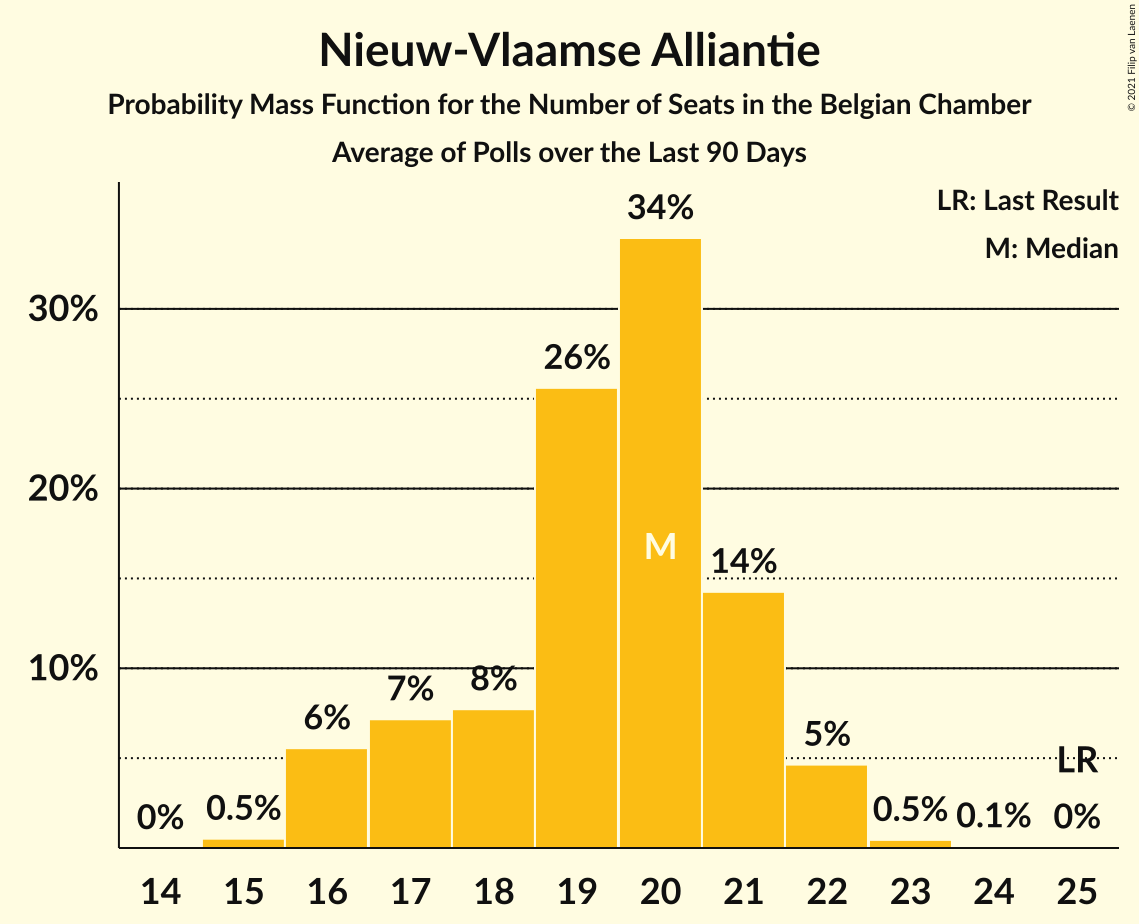 Nieuw-Vlaamse Alliantie
Probability Mass Function for the Number of Seats in the Belgian Chamber
Average of Polls over the Last 90 Days
© 2021 Filip van Laenen
LR: Last Result
M: Median
34%
30%
26%
20%
M
14%
10%
8%
7%
6%
5%
LR
0%
0.5%
0.5%
0.1%
0%
14 15 16 17 18 19 20 21 22 23 24 25